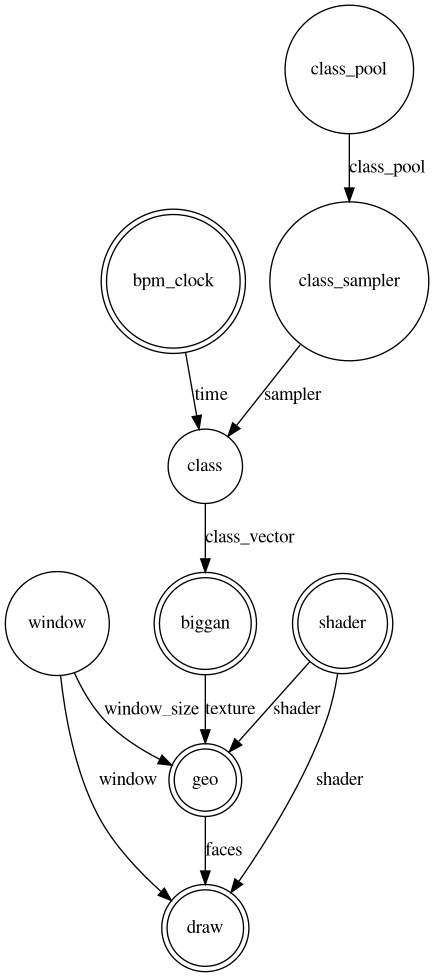 class_pool
class_pool
bpm_clock
class_sampler
time
sampler
class
class_vector
window
biggan
shader
window_size
texture
shader
window
geo
shader
faces
draw